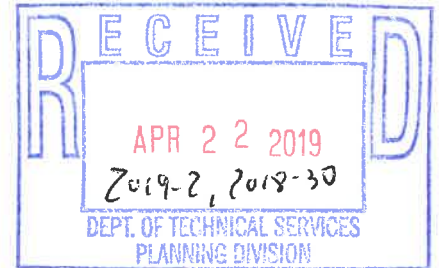 RECEIVED
APR 2 2 2019
2019-2, 2018-30
DEPT. OF TECHNICAL SERVICES
PLANNING DIVISION